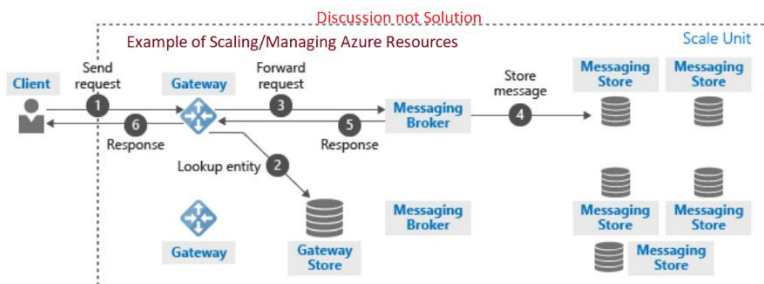 Discussion not Solution
Example of Scaling/Managing Azure Resources
Scale Unit
Client
Send
request
Gateway
Forward
request
Messaging
Broker
Store
message
Messaging
Store
Messaging
Store
1
3
4
6
5
Response
Response
Lookup entity
2
Gateway
Gateway
Store
Messaging
Broker
Messaging
Store
Messaging
Store
Messaging
Store